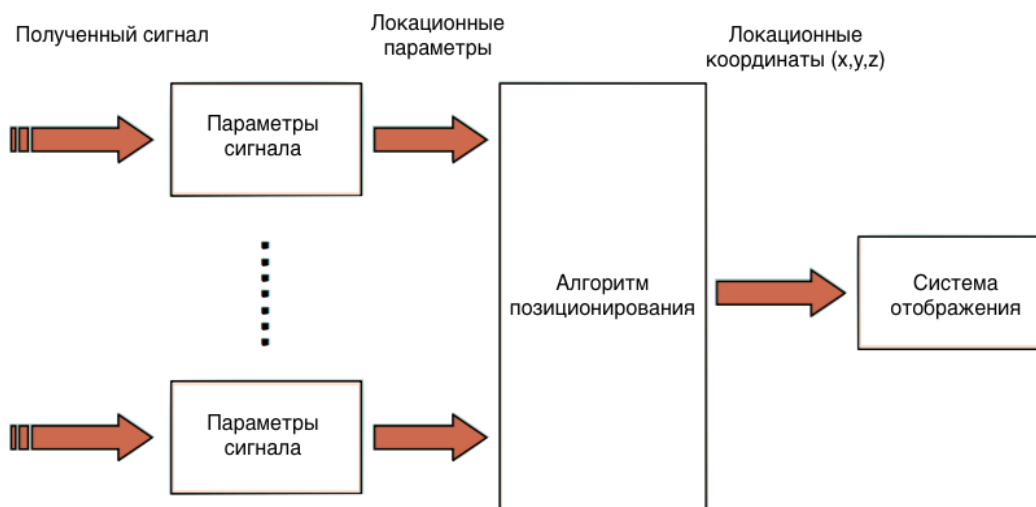 Полученный сигнал
Локационные
параметры
Локационные
координаты (x,y,z)
Параметры
сигнала
Алгоритм
позиционирования
Система
отображения
Параметры
сигнала